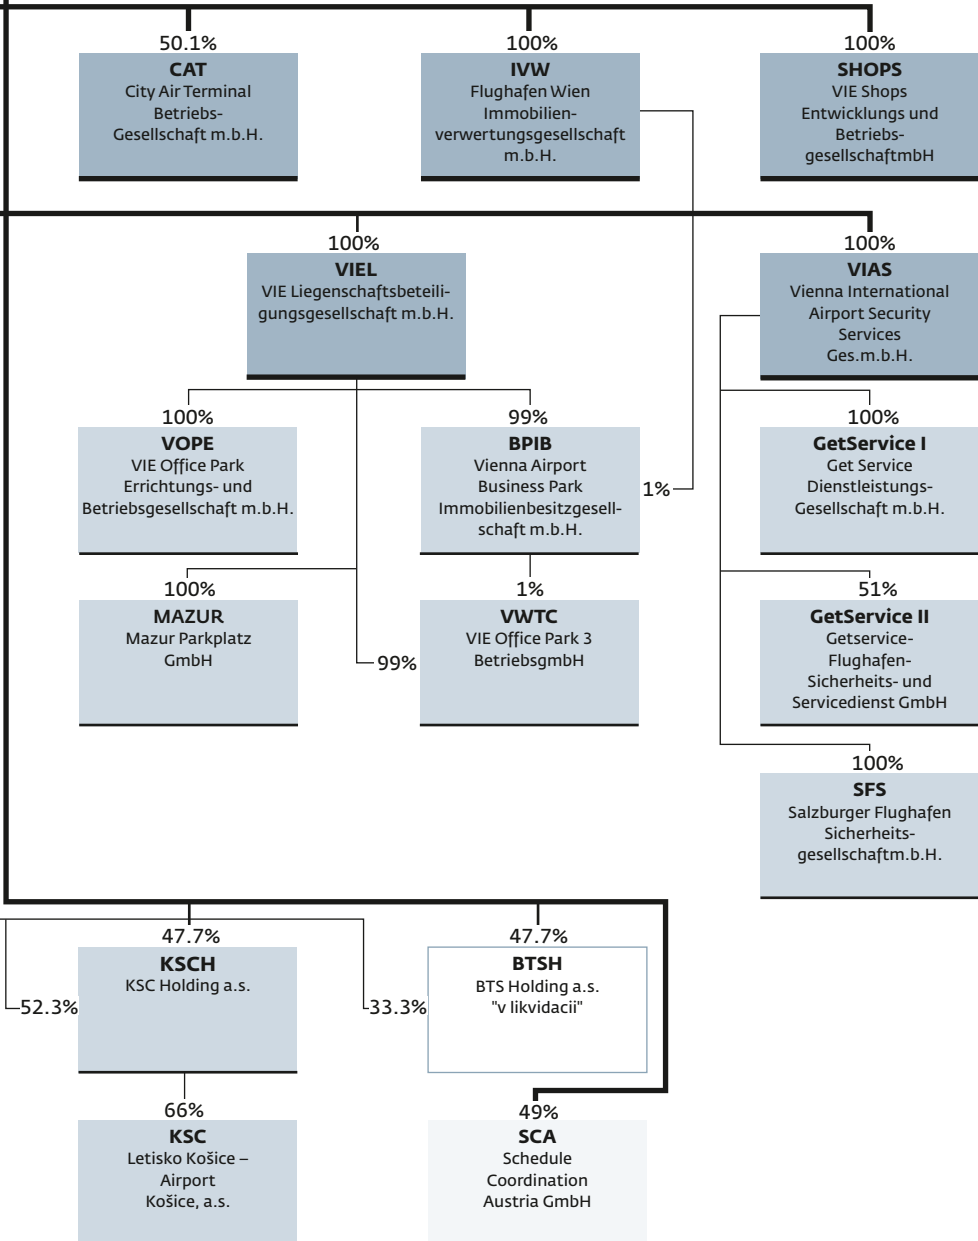 50.1%
CAT
City Air Terminal
Betriebs-
Gesellschaft m.b.H.
100%
IVW
Flughafen Wien
Immobilien-
verwertungsgesellschaft
m.b.H.
100%
SHOPS
VIE Shops
Entwicklungs und
Betriebs-
gesellschaftmbH
100%
VIEL
VIE Liegenschaftsbeteili-
gungsgesellschaft m.b.H.
100%
VIAS
Vienna International
Airport Security
Services
Ges.m.b.H.
100%
VOPE
VIE Office Park
Errichtungs- und
Betriebsgesellschaft m.b.H.
99%
BPIB
Vienna Airport
Business Park
Immobilienbesitzgesell-
schaft m.b.H.
1%
100%
GetService I
Get Service
Dienstleistungs-
Gesellschaft m.b.H.
100%
MAZUR
Mazur Parkplatz
GmbH
99%
1%
VWTC
VIE Office Park 3
BetriebsgmbH
51%
GetService II
Getservice-
Flughafen-
Sicherheits- und
Servicedienst GmbH
100%
SFS
Salzburger Flughafen
Sicherheits-
gesellschaftm.b.H.
52.3%
47.7%
KSCH
KSC Holding a.s.
33.3%
47.7%
BTSH
BTS Holding a.s.
"v likvidacii"
66%
KSC
Letisko Košice –
Airport
Košice, a.s.
49%
SCA
Schedule
Coordination
Austria GmbH